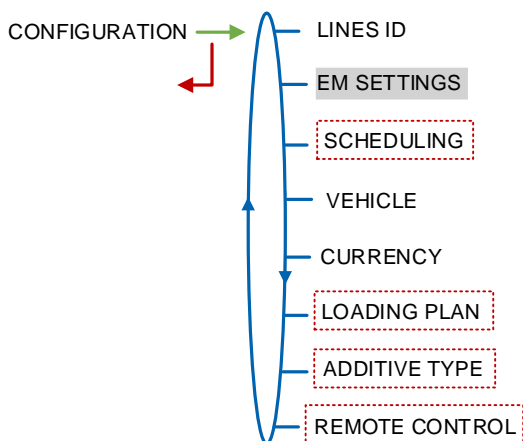 CONFIGURATION
LINES ID
EM SETTINGS
SCHEDULING
VEHICLE
CURRENCY
LOADING PLAN
ADDITIVE TYPE
REMOTE CONTROL